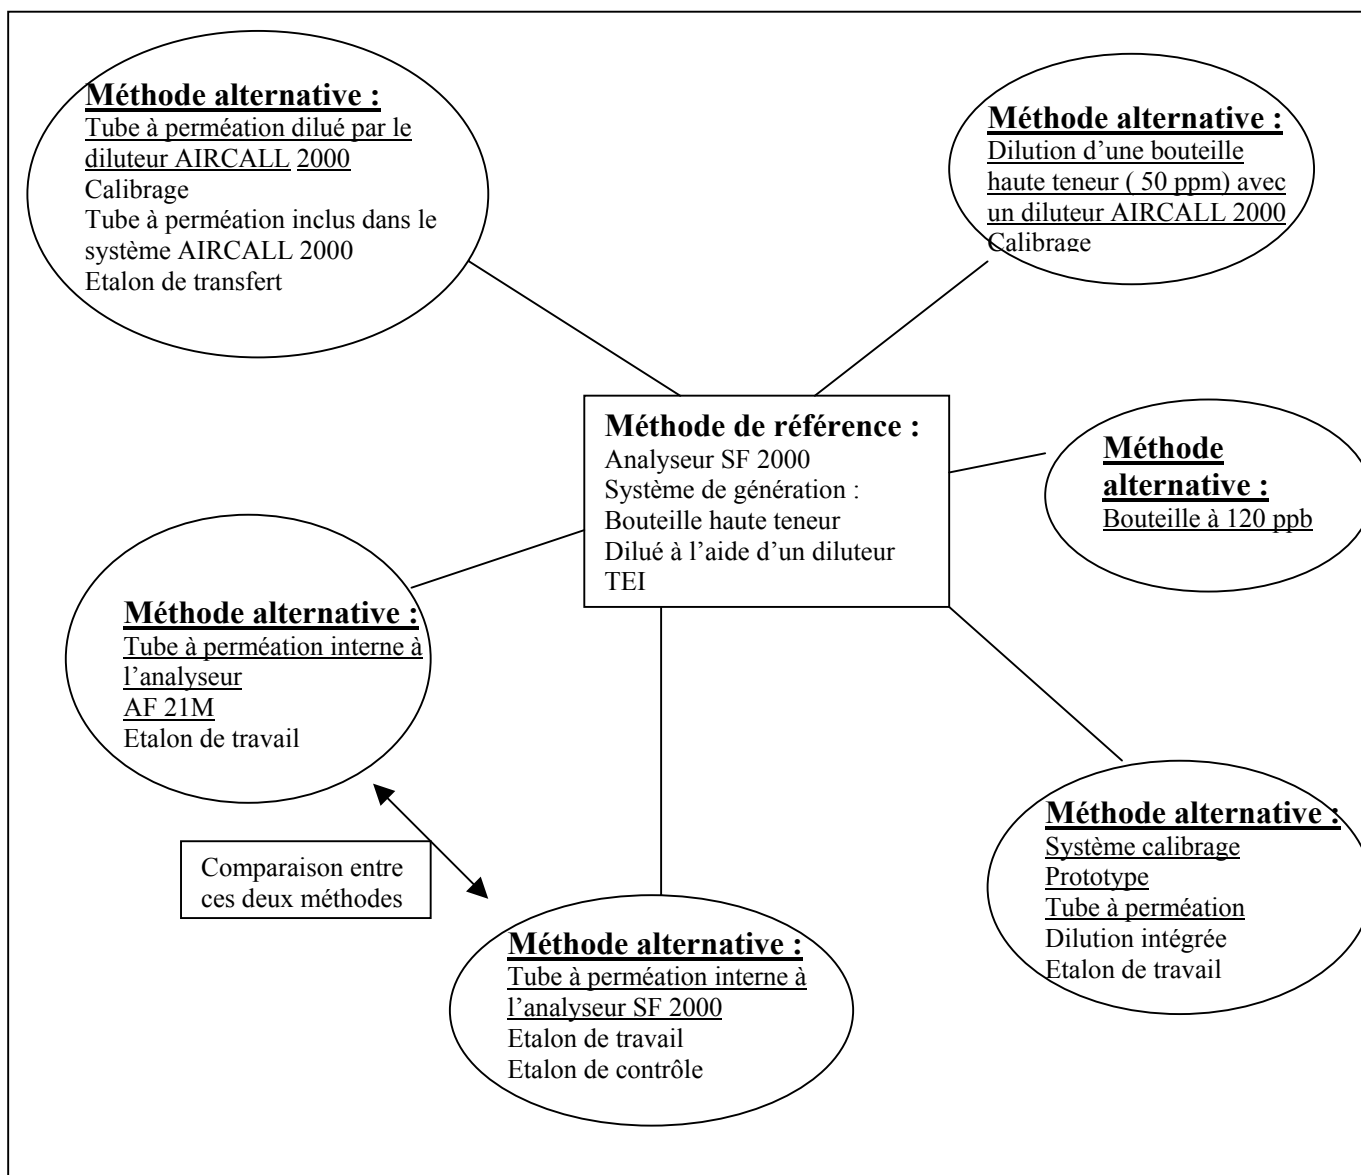 Méthode alternative :
Tube à perméation dilué par le
diluteur AIRCALL 2000
Calibrage
Tube à perméation inclus dans le
système AIRCALL 2000
Etalon de transfert
Méthode alternative :
Dilution d’une bouteille
haute teneur ( 50 ppm) avec
un diluteur AIRCALL 2000
Calibrage
Méthode de référence :
Analyseur SF 2000
Système de génération :
Bouteille haute teneur
Dilué à l’aide d’un diluteur
TEI
Méthode
alternative :
Bouteille à 120 ppb
Méthode alternative :
Tube à perméation interne à
l’analyseur
AF 21M
Etalon de travail
Comparaison entre
ces deux méthodes
Méthode alternative :
Tube à perméation interne à
l’analyseur SF 2000
Etalon de travail
Etalon de contrôle
Méthode alternative :
Système calibrage
Prototype
Tube à perméation
Dilution intégrée
Etalon de travail